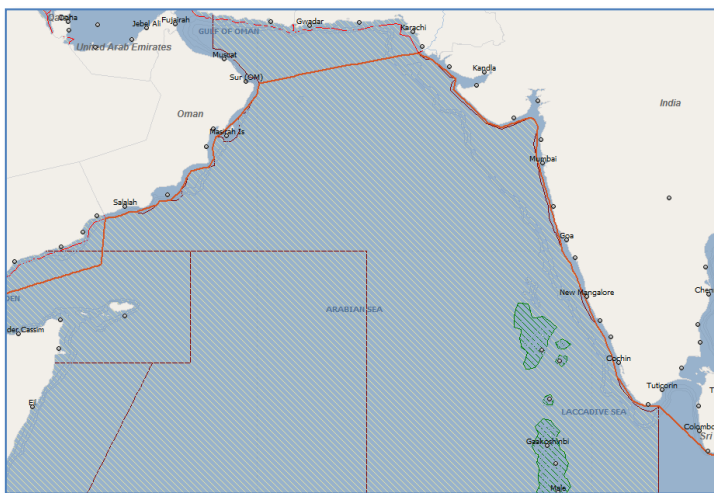 Doha
Jebel Ali
Fujairah
GULF OF OMAN
Gwadar
Karachi
United Arab Emirates
Muscat
Kandla
Sur (OM)
India
Oman
Masirah Is
Mumbai
Salalah
Goa
New Mangalore
ARABIAN SEA
der Cassim
Cochin
Tuticorin
Eil
LACCADIVE SEA
Colombo
Sri
Male